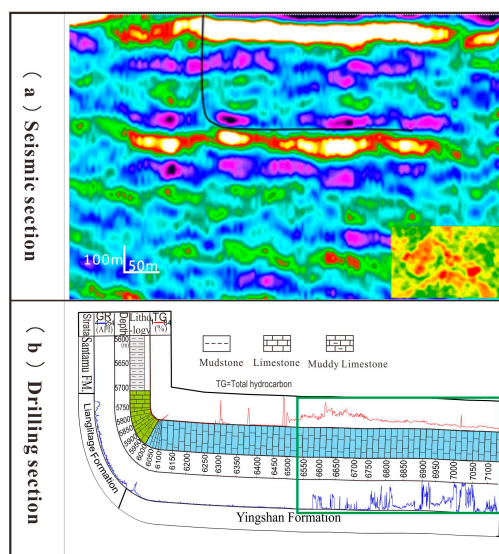 (a) Seismic section
100m
50m
(b) Drilling section
Strata
GR
(API)
Depth
(m)
Litho
-logy
TG
(%)
Santamu FM.
Lianglitage Formation
Yingshan Formation
Mudstone
Limestone
Muddy Limestone
TG=Total hydrocarbon
5600
5650
5700
5750
5800
5850
5900
5950
6000
6050
6100
6150
6200
6250
6300
6350
6400
6450
6500
6550
6600
6650
6700
6750
6800
6850
6900
6950
7000
7050
7100